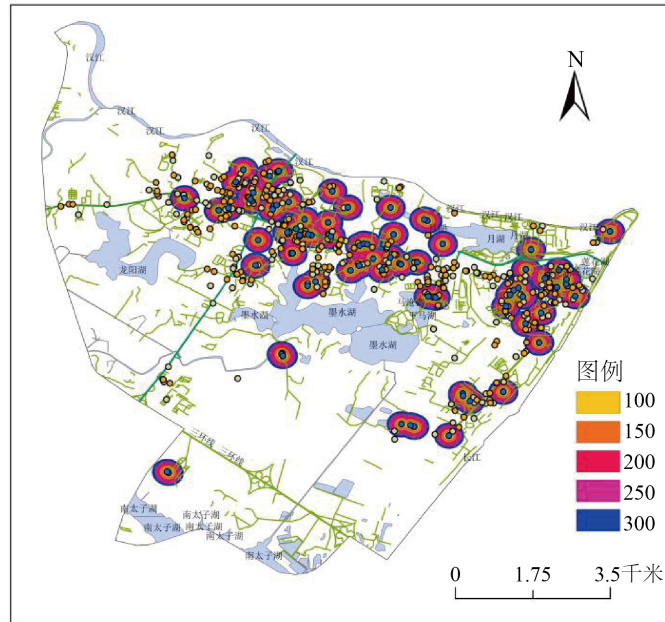 汉江
N
汉江
汉江
汉江
汉江
汉江
汉江
汉江
汉江
月湖
龙阳湖
墨水湖
墨水湖
墨水湖
三环线
三环线
长江
南太子湖
南太子湖
南太子湖
南太子湖
南太子湖
图例
100
150
200
250
300
0 1.75 3.5千米